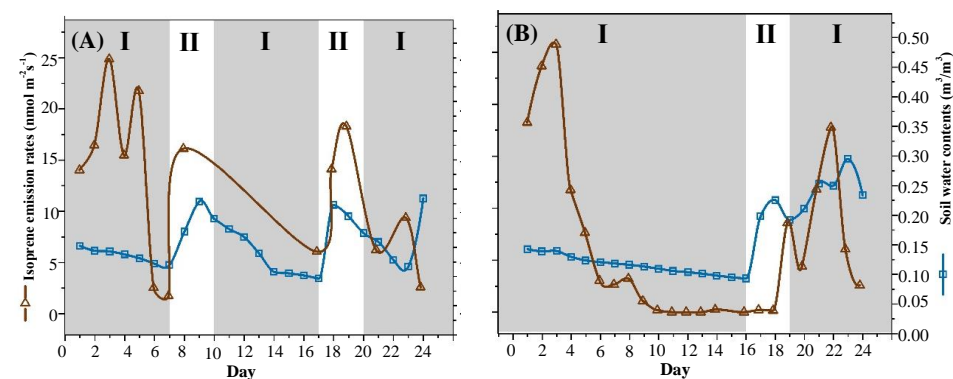 (A) I II I II I
Isoprene emission rates (nmol m⁻²s⁻¹)
25
20
15
10
5
0
0 2 4 6 8 10 12 14 16 18 20 22 24
Day
(B) I II I
0.50
0.45
0.40
0.35
0.30
0.25
0.20
0.15
0.10
0.05
0.00
Soil water contents (m³/m³)
0 2 4 6 8 10 12 14 16 18 20 22 24
Day